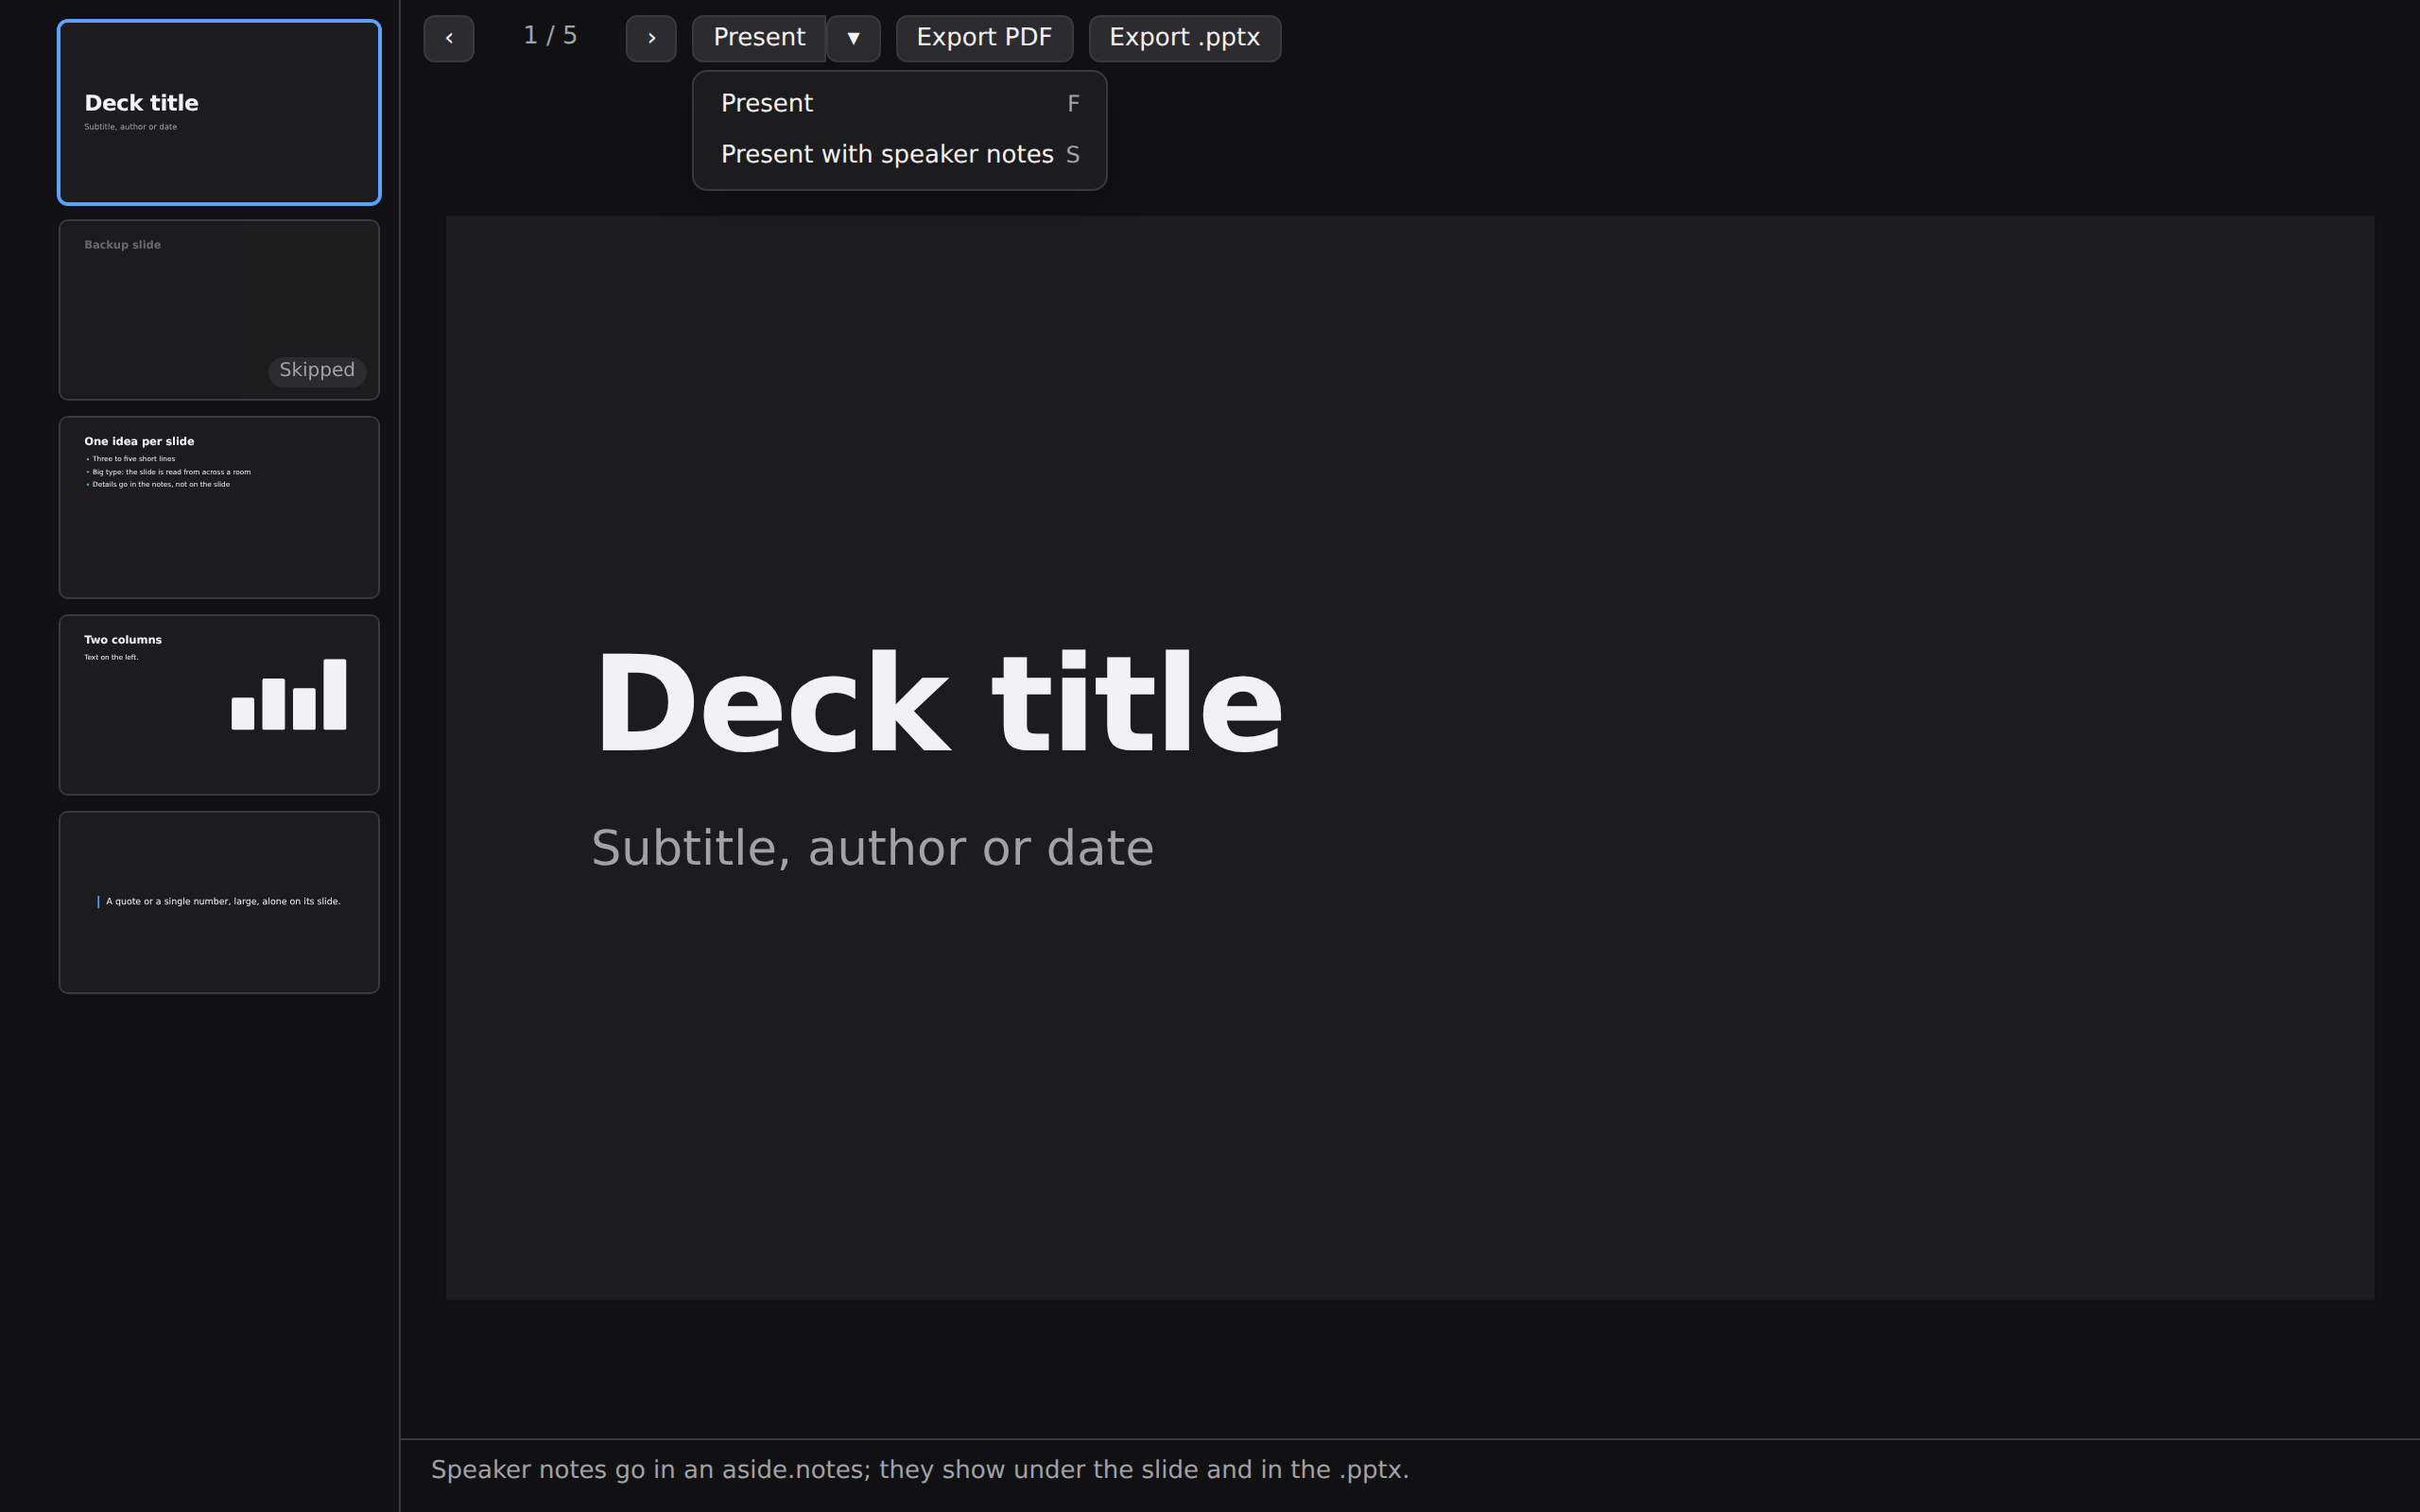 Deck title
Subtitle, author or date
Backup slide
Skipped
One idea per slide
• Three to five short lines
• Big type: the slide is read from across a room
• Details go in the notes, not on the slide
Two columns
Text on the left.
A quote or a single number, large, alone on its slide.
‹ 1 / 5 › Present ▾ Export PDF Export .pptx
Present F
Present with speaker notes S
Deck title
Subtitle, author or date
Speaker notes go in an aside.notes; they show under the slide and in the .pptx.